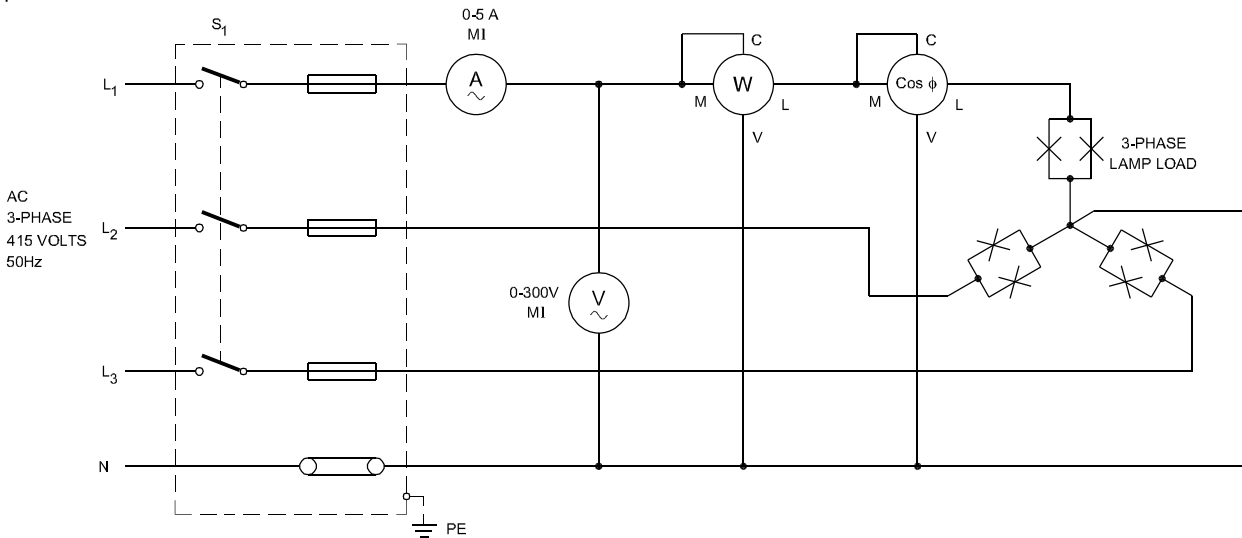 S1
0-5 A
MI
C
C
L1
A
M
W
L
M
Cos ϕ
L
V
V
3-PHASE
LAMP LOAD
AC
3-PHASE
415 VOLTS
50Hz
L2
0-300V
MI
V
L3
N
PE